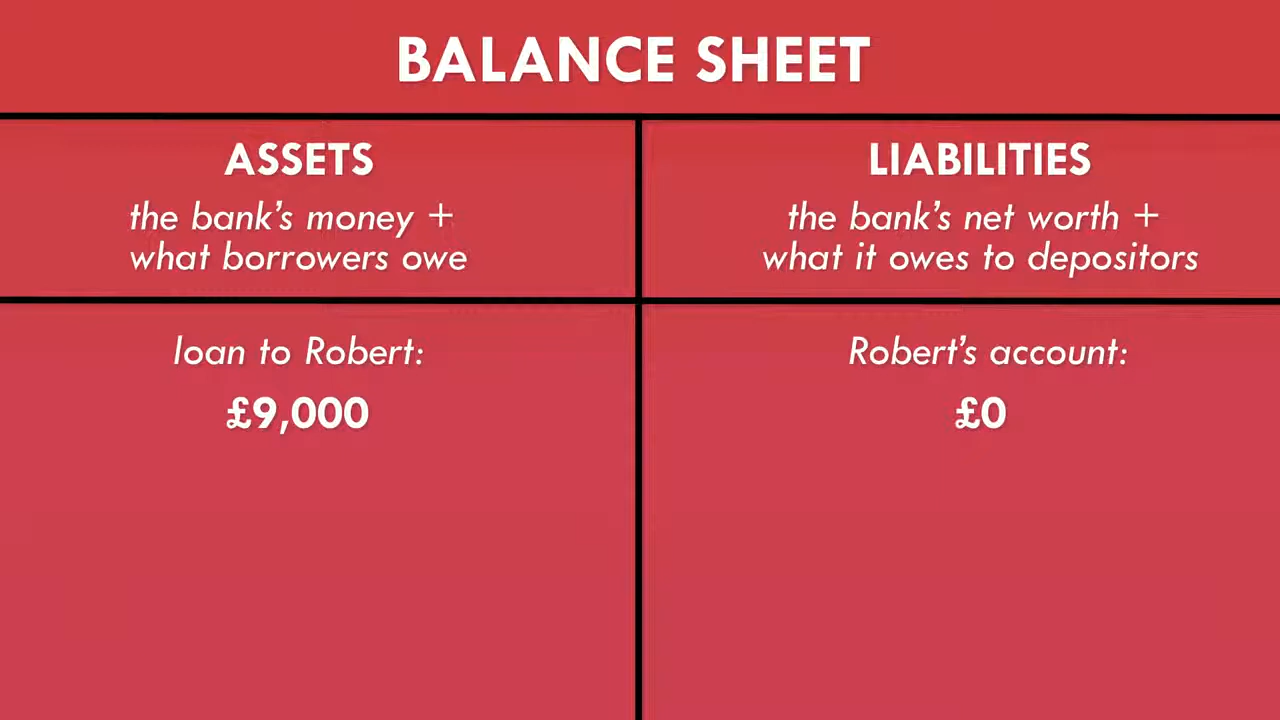 BALANCE SHEET
ASSETS
the bank's money +
what borrowers owe
LIABILITIES
the bank's net worth +
what it owes to depositors
loan to Robert:
£9,000
Robert's account:
£0